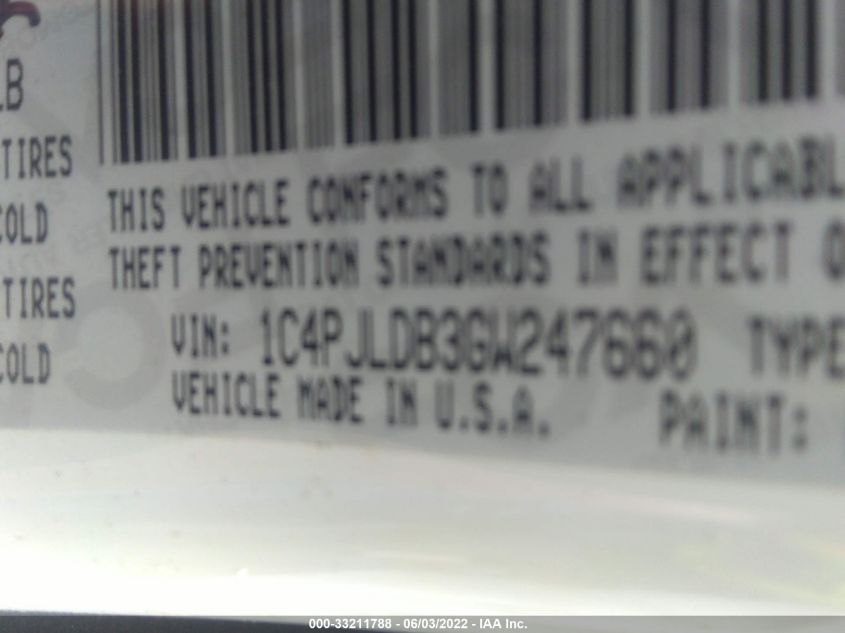 LB
TIRES
COLD
TIRES
COLD
THIS VEHICLE CONFORMS TO ALL APPLICABL
THEFT PREVENTION STANDARDS IN EFFECT O
VIN: 1C4PJLDB3GW247660 TYPE
VEHICLE MADE IN U.S.A. PAINT:
000-33211788 - 06/03/2022 - IAA Inc.